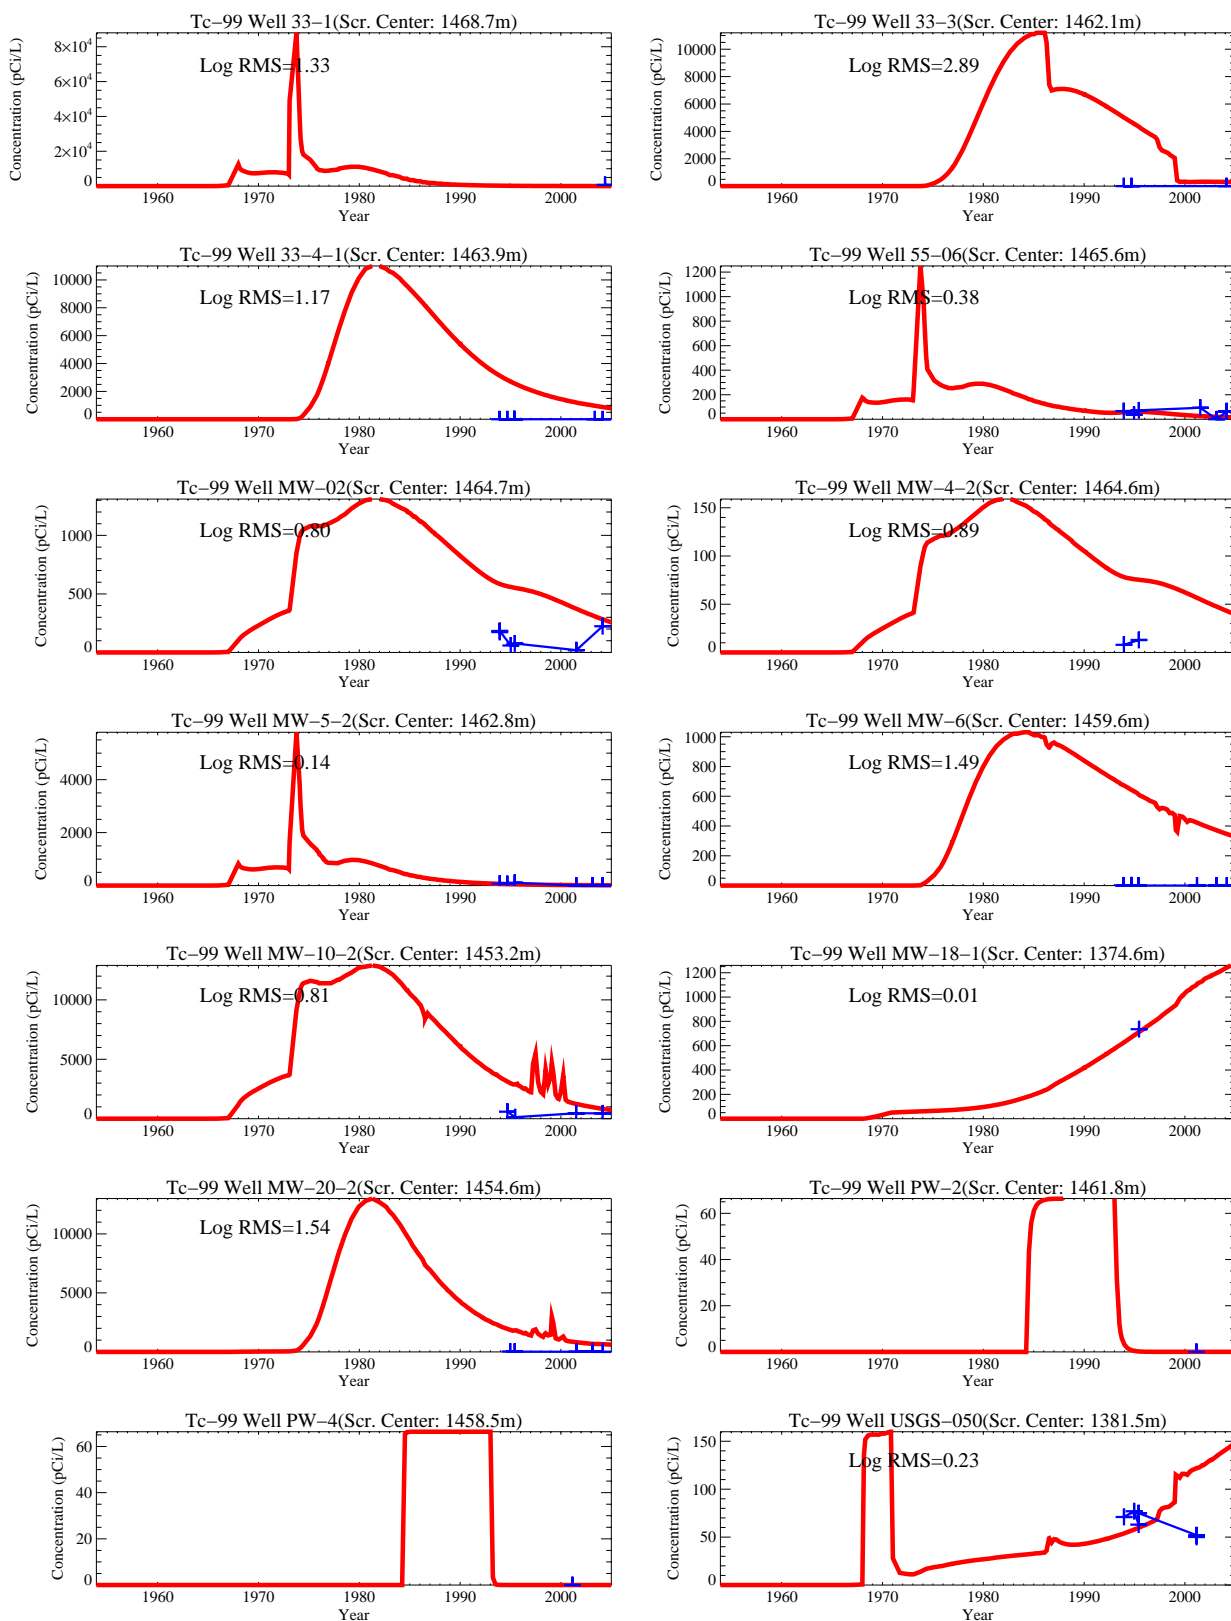 Tc−99 Well 33−1(Scr. Center: 1468.7m)
Log RMS=1.33
Concentration (pCi/L)
8×10⁴
6×10⁴
4×10⁴
2×10⁴
0
1960 1970 1980 1990 2000
Year
Tc−99 Well 33−3(Scr. Center: 1462.1m)
Log RMS=2.89
Concentration (pCi/L)
10000
8000
6000
4000
2000
0
1960 1970 1980 1990 2000
Year
Tc−99 Well 33−4−1(Scr. Center: 1463.9m)
Log RMS=1.17
Concentration (pCi/L)
10000
8000
6000
4000
2000
0
1960 1970 1980 1990 2000
Year
Tc−99 Well 55−06(Scr. Center: 1465.6m)
Log RMS=0.38
Concentration (pCi/L)
1200
1000
800
600
400
200
0
1960 1970 1980 1990 2000
Year
Tc−99 Well MW−02(Scr. Center: 1464.7m)
Log RMS=0.80
Concentration (pCi/L)
1000
500
0
1960 1970 1980 1990 2000
Year
Tc−99 Well MW−4−2(Scr. Center: 1464.6m)
Log RMS=0.89
Concentration (pCi/L)
150
100
50
0
1960 1970 1980 1990 2000
Year
Tc−99 Well MW−5−2(Scr. Center: 1462.8m)
Log RMS=0.14
Concentration (pCi/L)
4000
2000
0
1960 1970 1980 1990 2000
Year
Tc−99 Well MW−6(Scr. Center: 1459.6m)
Log RMS=1.49
Concentration (pCi/L)
1000
800
600
400
200
0
1960 1970 1980 1990 2000
Year
Tc−99 Well MW−10−2(Scr. Center: 1453.2m)
Log RMS=0.81
Concentration (pCi/L)
10000
5000
0
1960 1970 1980 1990 2000
Year
Tc−99 Well MW−18−1(Scr. Center: 1374.6m)
Log RMS=0.01
Concentration (pCi/L)
1200
1000
800
600
400
200
0
1960 1970 1980 1990 2000
Year
Tc−99 Well MW−20−2(Scr. Center: 1454.6m)
Log RMS=1.54
Concentration (pCi/L)
10000
5000
0
1960 1970 1980 1990 2000
Year
Tc−99 Well PW−2(Scr. Center: 1461.8m)
Concentration (pCi/L)
60
40
20
0
1960 1970 1980 1990 2000
Year
Tc−99 Well PW−4(Scr. Center: 1458.5m)
Concentration (pCi/L)
60
40
20
0
1960 1970 1980 1990 2000
Year
Tc−99 Well USGS−050(Scr. Center: 1381.5m)
Log RMS=0.23
Concentration (pCi/L)
150
100
50
0
1960 1970 1980 1990 2000
Year